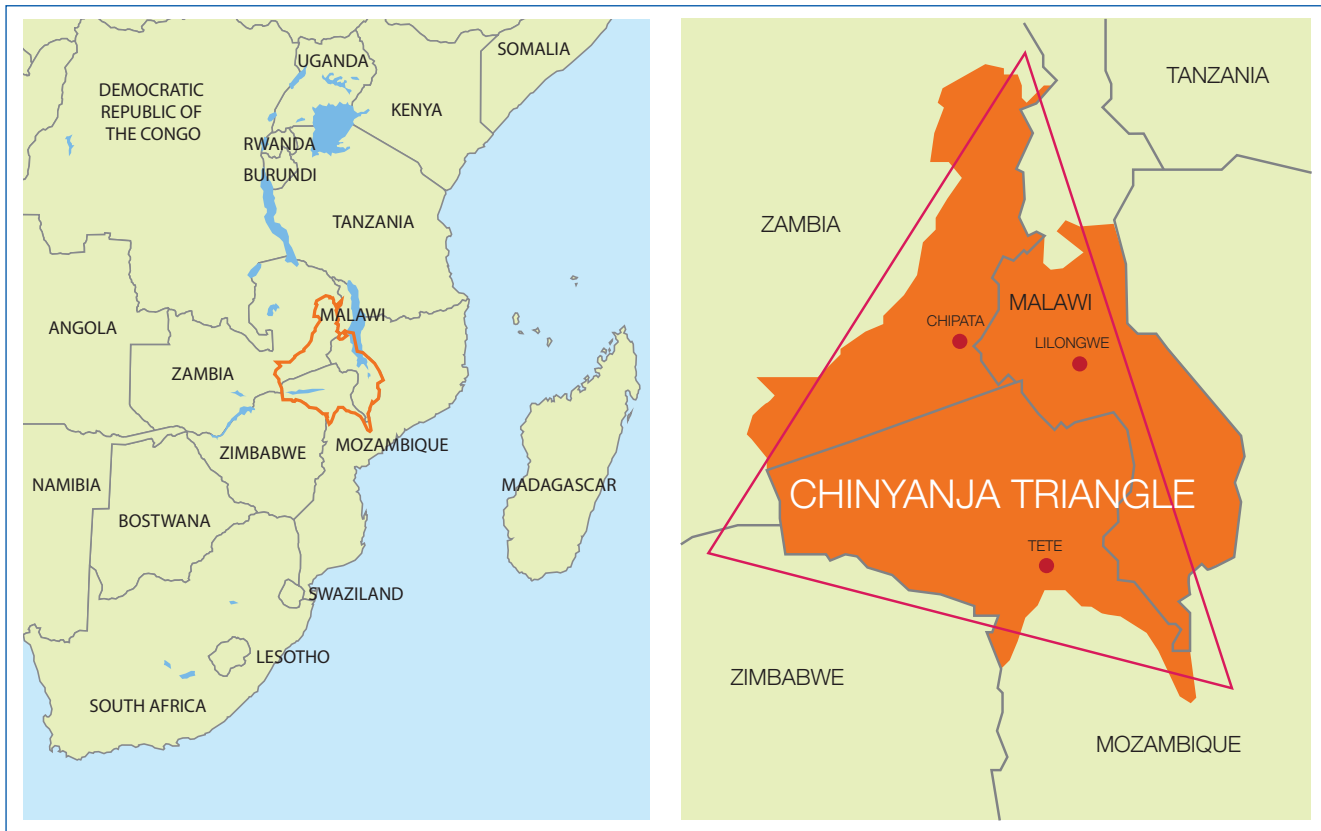 SOMALIA
UGANDA
DEMOCRATIC
REPUBLIC OF
THE CONGO
KENYA
RWANDA
BURUNDI
TANZANIA
MALAWI
ANGOLA
ZAMBIA
MOZAMBIQUE
ZIMBABWE
NAMIBIA
MADAGASCAR
BOSTWANA
SWAZILAND
LESOTHO
SOUTH AFRICA
TANZANIA
ZAMBIA
MALAWI
CHIPATA
LILONGWE
CHINYANJA TRIANGLE
TETE
ZIMBABWE
MOZAMBIQUE